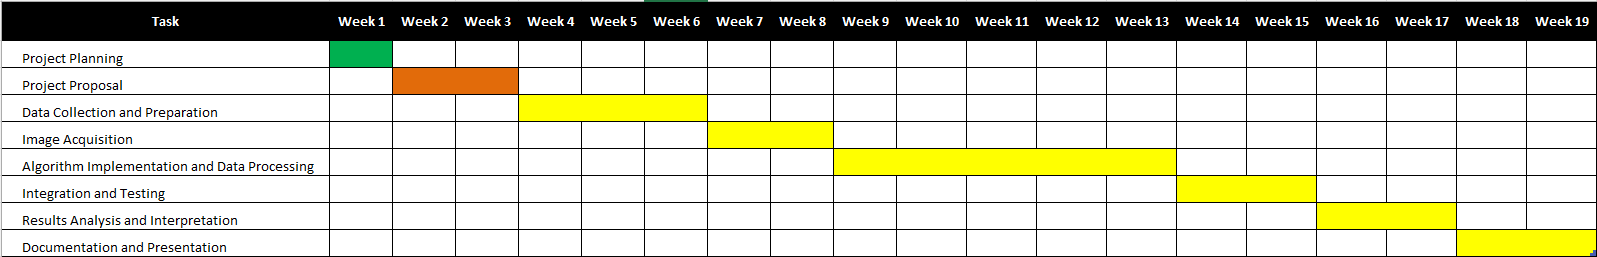 Task Week 1 Week 2 Week 3 Week 4 Week 5 Week 6 Week 7 Week 8 Week 9 Week 10 Week 11 Week 12 Week 13 Week 14 Week 15 Week 16 Week 17 Week 18 Week 19
Project Planning
Project Proposal
Data Collection and Preparation
Image Acquisition
Algorithm Implementation and Data Processing
Integration and Testing
Results Analysis and Interpretation
Documentation and Presentation